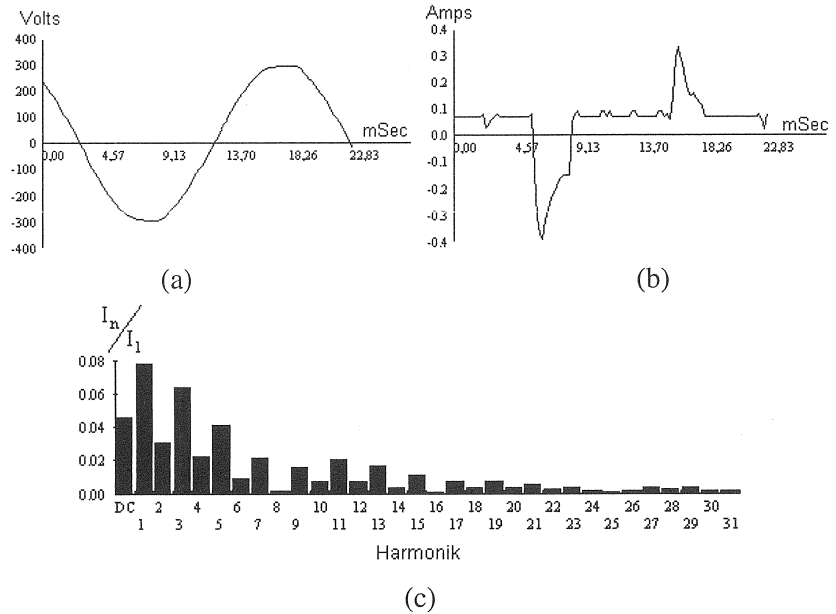 Volts
400
300
200
100
0
-100
-200
-300
-400
0,00 4,57 9,13 13,70 18,26 22,83
mSec
(a)
Amps
0.4
0.3
0.2
0.1
0.0
-0.1
-0.2
-0.3
-0.4
0,00 4,57 9,13 13,70 18,26 22,83
mSec
(b)
In/I1
0.08
0.06
0.04
0.02
0.00
DC 2 4 6 8 10 12 14 16 18 20 22 24 26 28 30
1 3 5 7 9 11 13 15 17 19 21 23 25 27 29 31
Harmonik
(c)